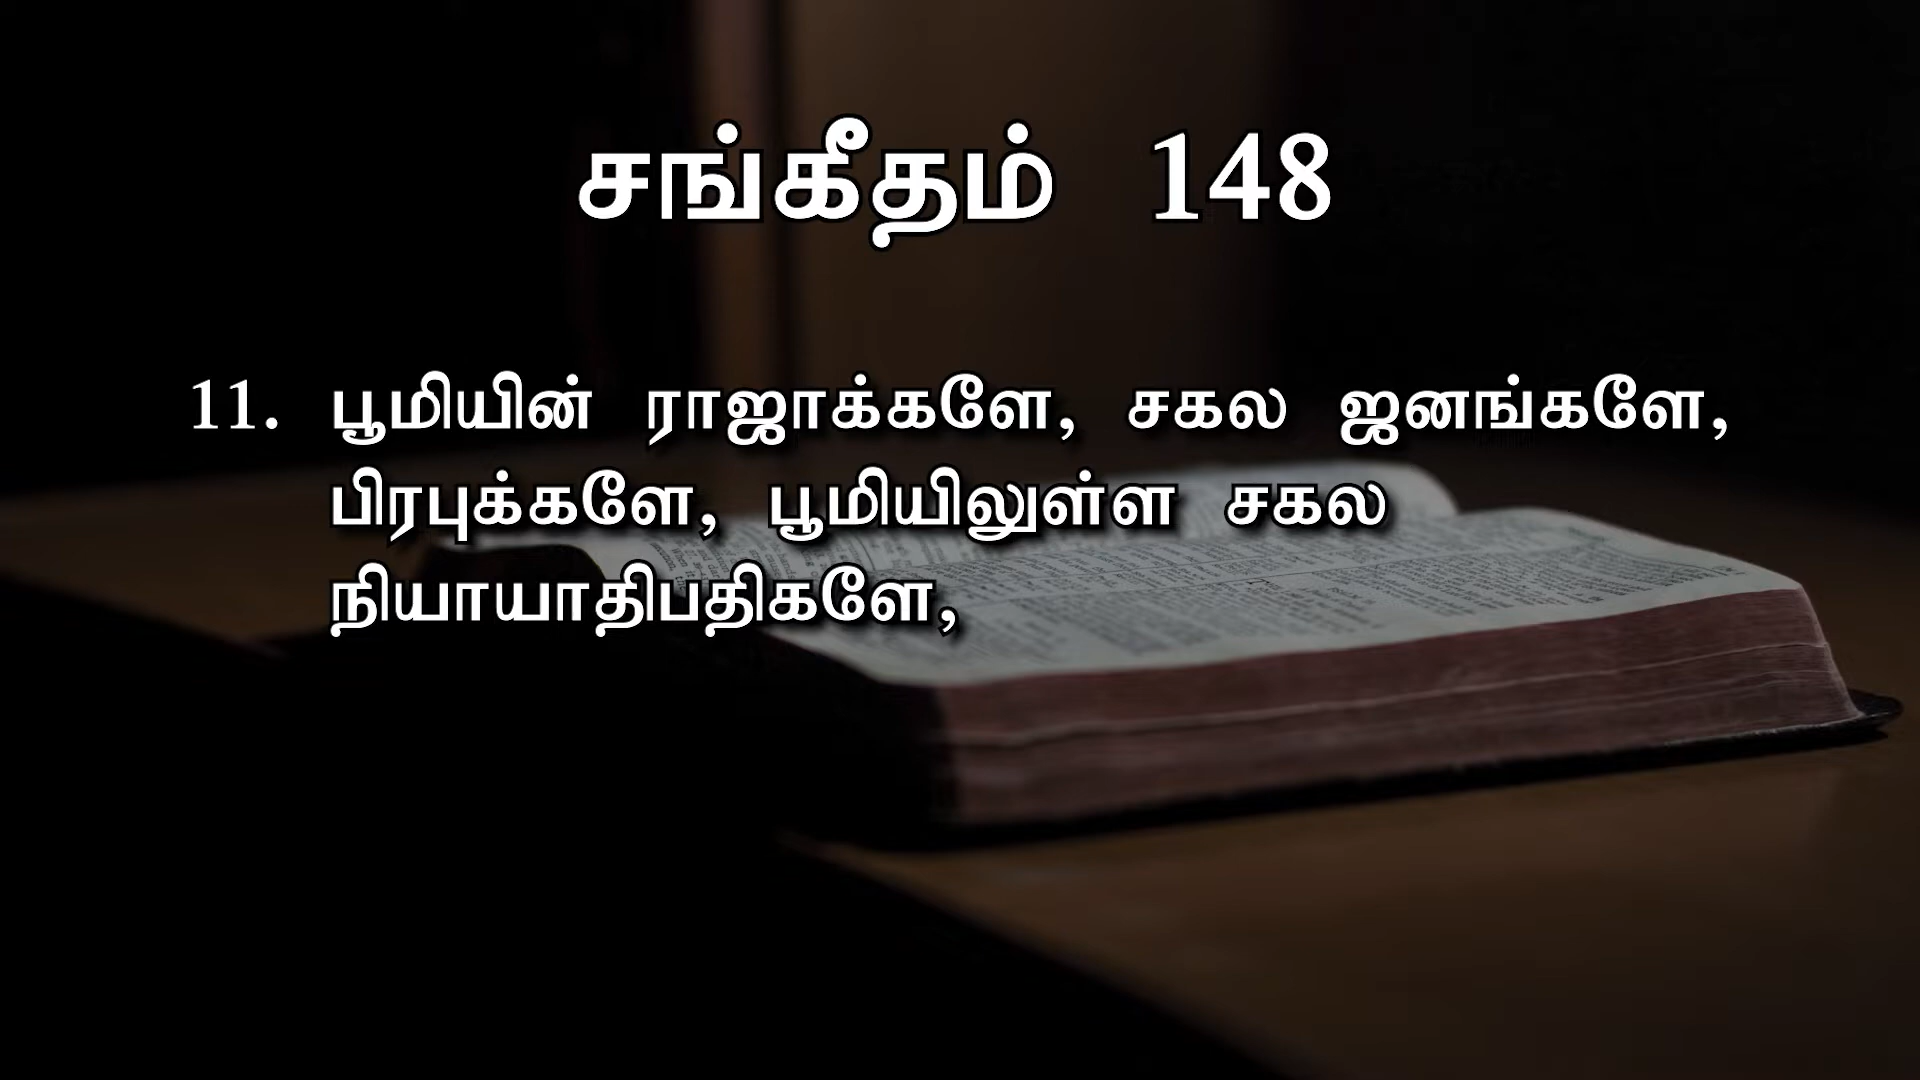 சங்கீதம் 148
11. பூமியின் ராஜாக்களே, சகல ஜனங்களே,
பிரபுக்களே, பூமியிலுள்ள சகல
நியாயாதிபதிகளே,